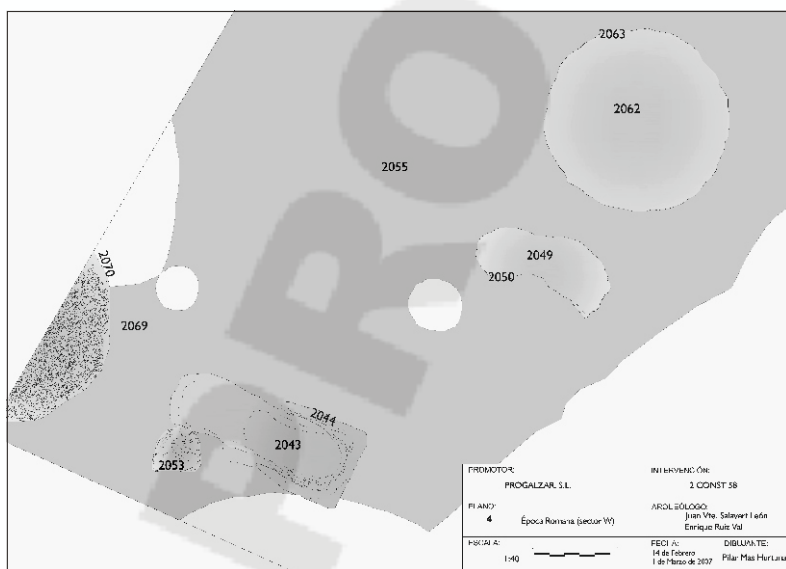 2063
2062
2055
2049
2050
2070
2069
2044
2043
2053
PRO
PROMOTOR:
PROGALZAR, S.L.
INTERVENCIÓN:
2 CONST 58
PLANO:
4 Época Romana (sector W)
ARQUEÓLOGO:
Juan Vte. Salavert León
Enrique Ruiz Val
ESCALA:
1:40
FECHA:
14 de Febrero
1 de Marzo de 2007
DIBUJANTE:
Pilar Mas